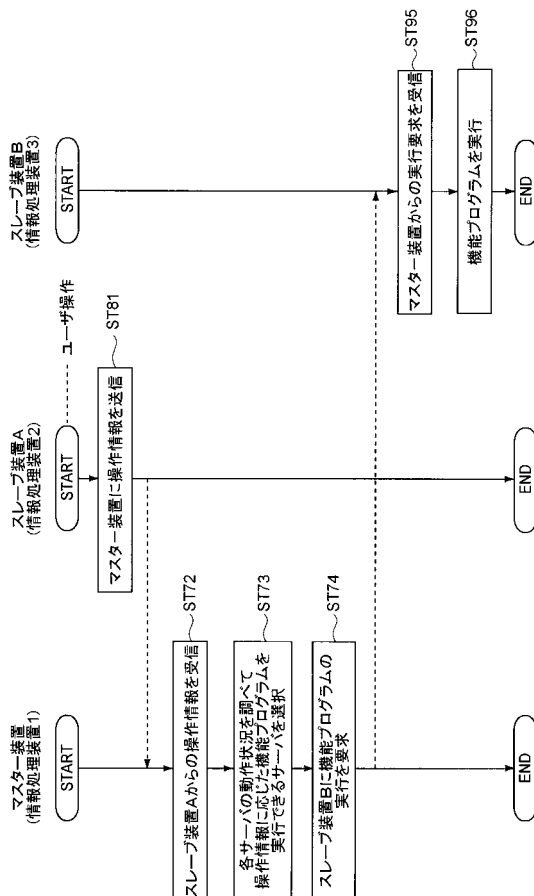 マスター装置
(情報処理装置1)
START
スレーブ装置Aからの操作情報を受信
ST72
各サーバの動作状況を調べて
操作情報に応じた機能プログラムを
実行できるサーバを選択
ST73
スレーブ装置Bに機能プログラムの
実行を要求
ST74
END
スレーブ装置A
(情報処理装置2)
START
ユーザ操作
マスター装置に操作情報を送信
ST81
END
スレーブ装置B
(情報処理装置3)
START
マスター装置からの実行要求を受信
ST95
機能プログラムを実行
ST96
END